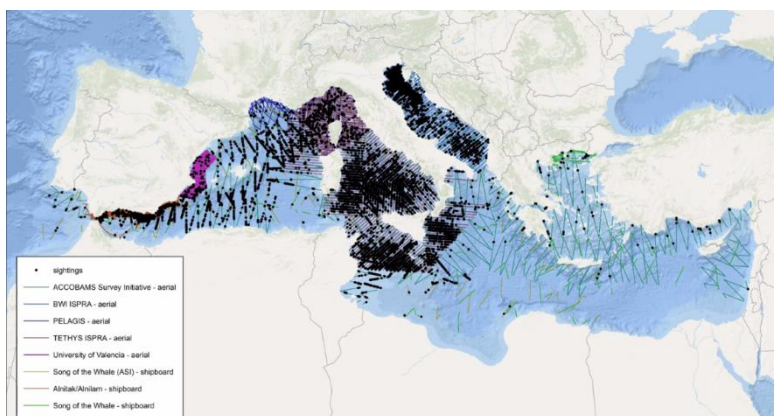 sightings
ACCOBAMS Survey Initiative - aerial
BWI ISPRA - aerial
PELAGIS - aerial
TETHYS ISPRA - aerial
University of Valencia - aerial
Song of the Whale (ASI) - shipboard
Alnitak/Alnilam - shipboard
Song of the Whale - shipboard